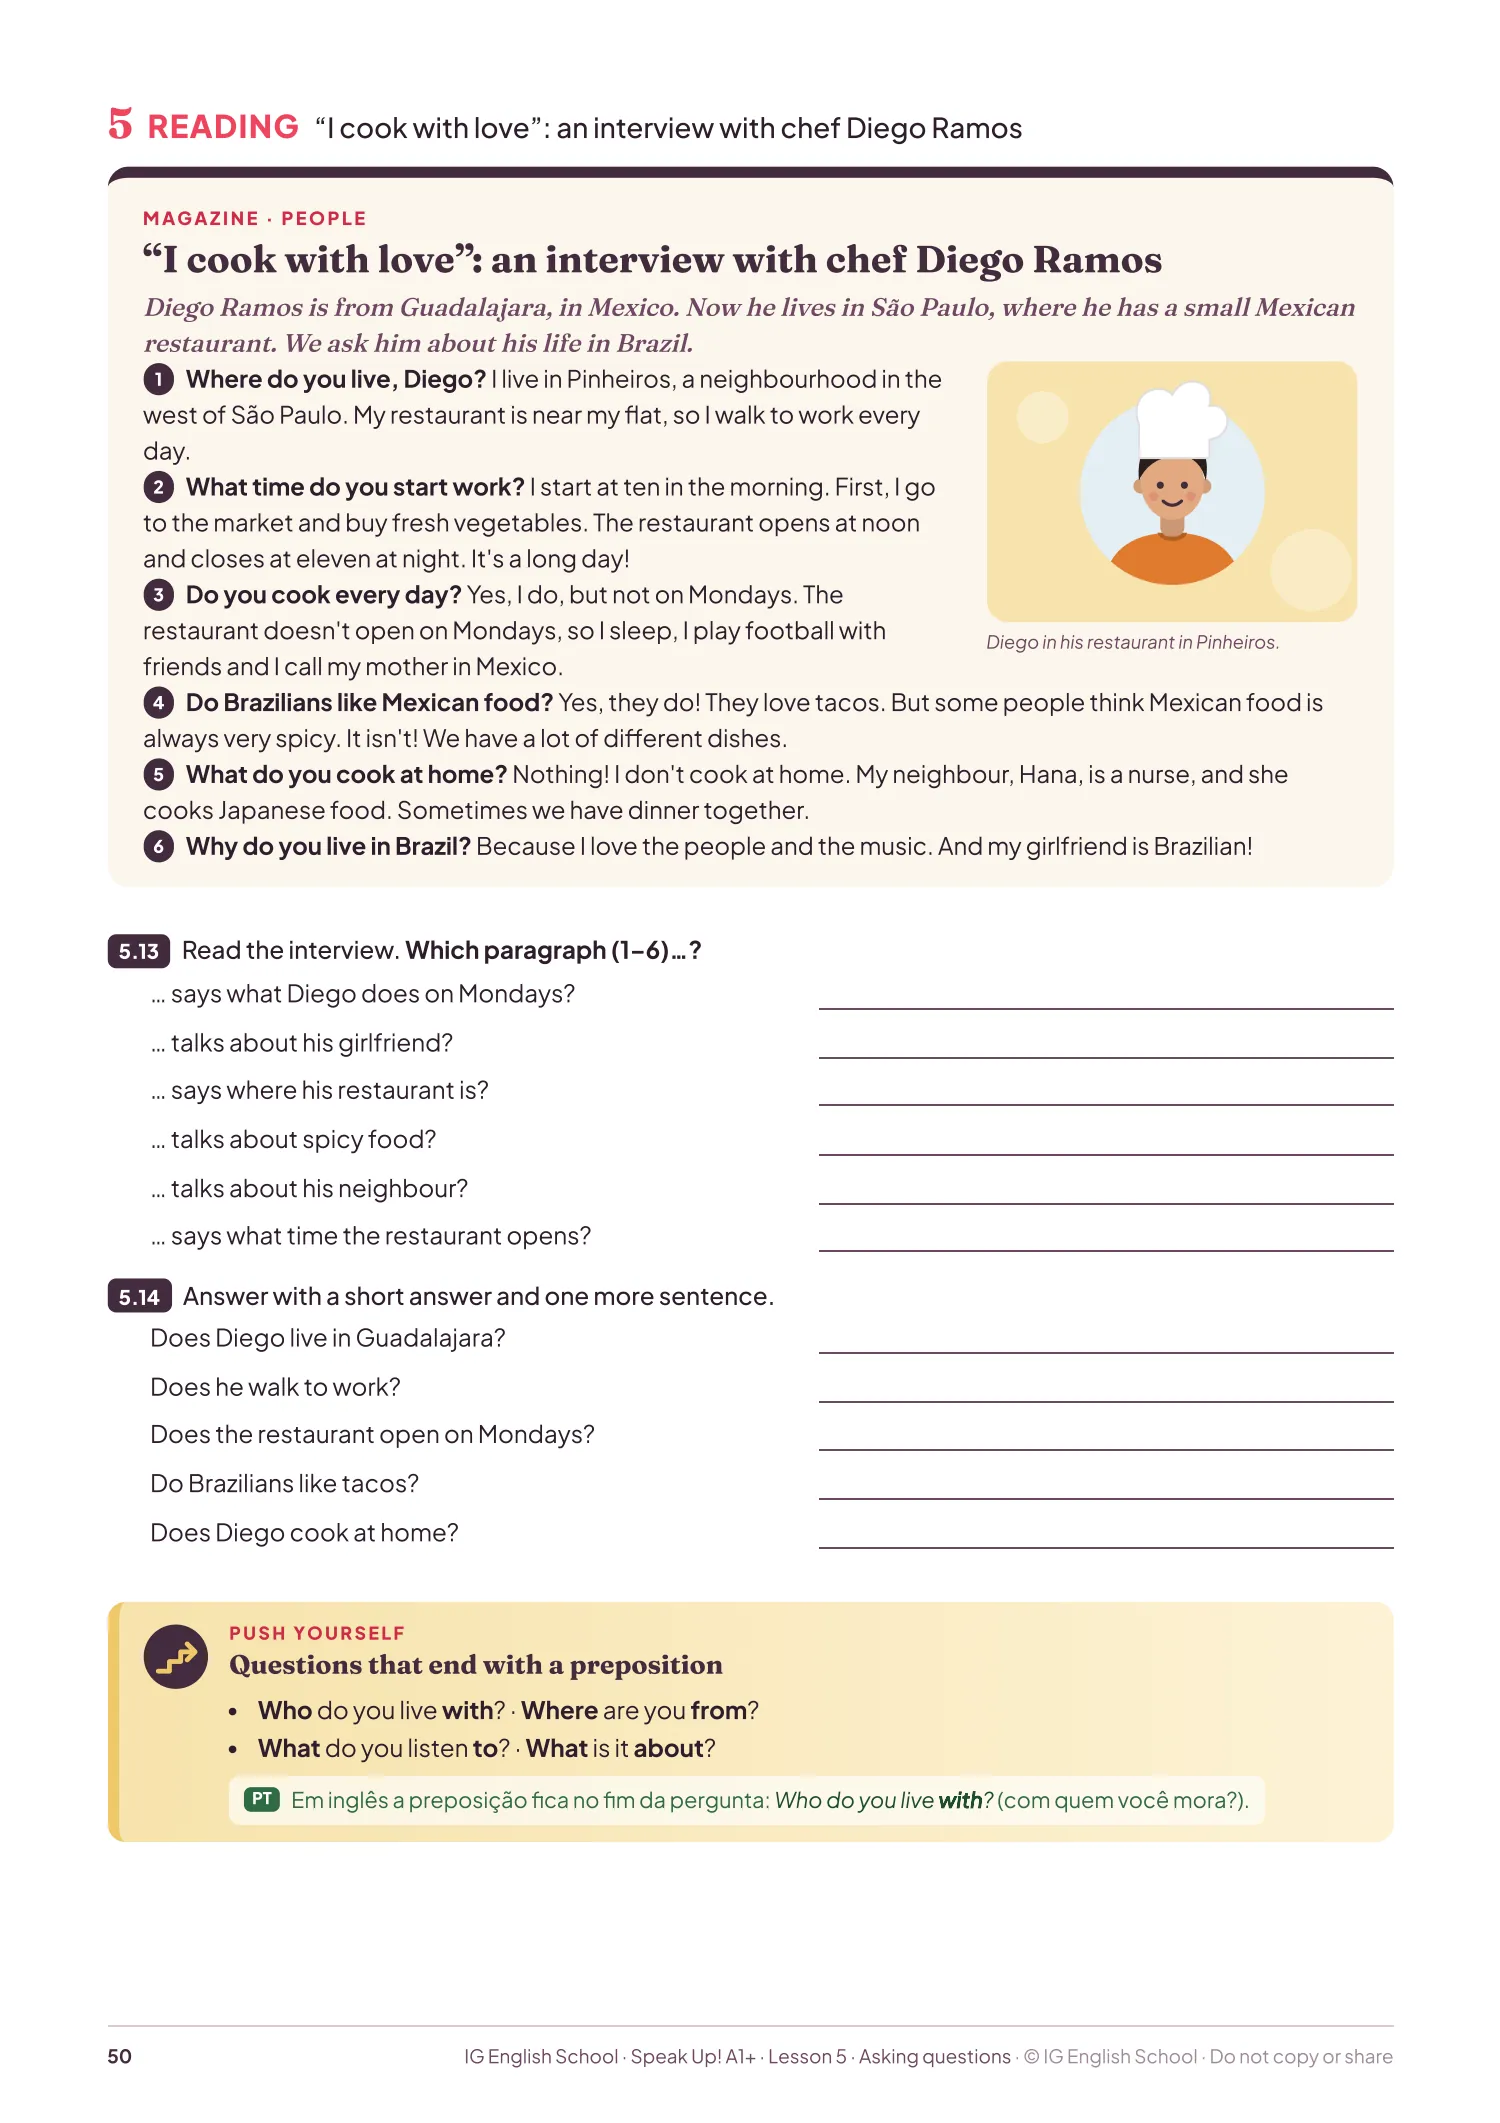 5 READING “I cook with love”: an interview with chef Diego Ramos
MAGAZINE · PEOPLE
“I cook with love”: an interview with chef Diego Ramos
Diego Ramos is from Guadalajara, in Mexico. Now he lives in São Paulo, where he has a small Mexican
restaurant. We ask him about his life in Brazil.
1 Where do you live, Diego? I live in Pinheiros, a neighbourhood in the
west of São Paulo. My restaurant is near my flat, so I walk to work every
day.
2 What time do you start work? I start at ten in the morning. First, I go
to the market and buy fresh vegetables. The restaurant opens at noon
and closes at eleven at night. It's a long day!
3 Do you cook every day? Yes, I do, but not on Mondays. The
restaurant doesn't open on Mondays, so I sleep, I play football with
friends and I call my mother in Mexico.
Diego in his restaurant in Pinheiros.
4 Do Brazilians like Mexican food? Yes, they do! They love tacos. But some people think Mexican food is
always very spicy. It isn't! We have a lot of different dishes.
5 What do you cook at home? Nothing! I don't cook at home. My neighbour, Hana, is a nurse, and she
cooks Japanese food. Sometimes we have dinner together.
6 Why do you live in Brazil? Because I love the people and the music. And my girlfriend is Brazilian!
5.13 Read the interview. Which paragraph (1–6)…?
… says what Diego does on Mondays?
… talks about his girlfriend?
… says where his restaurant is?
… talks about spicy food?
… talks about his neighbour?
… says what time the restaurant opens?
5.14 Answer with a short answer and one more sentence.
Does Diego live in Guadalajara?
Does he walk to work?
Does the restaurant open on Mondays?
Do Brazilians like tacos?
Does Diego cook at home?
PUSH YOURSELF
Questions that end with a preposition
• Who do you live with? · Where are you from?
• What do you listen to? · What is it about?
PT Em inglês a preposição fica no fim da pergunta: Who do you live with? (com quem você mora?).
50 IG English School · Speak Up! A1+ · Lesson 5 · Asking questions · © IG English School · Do not copy or share